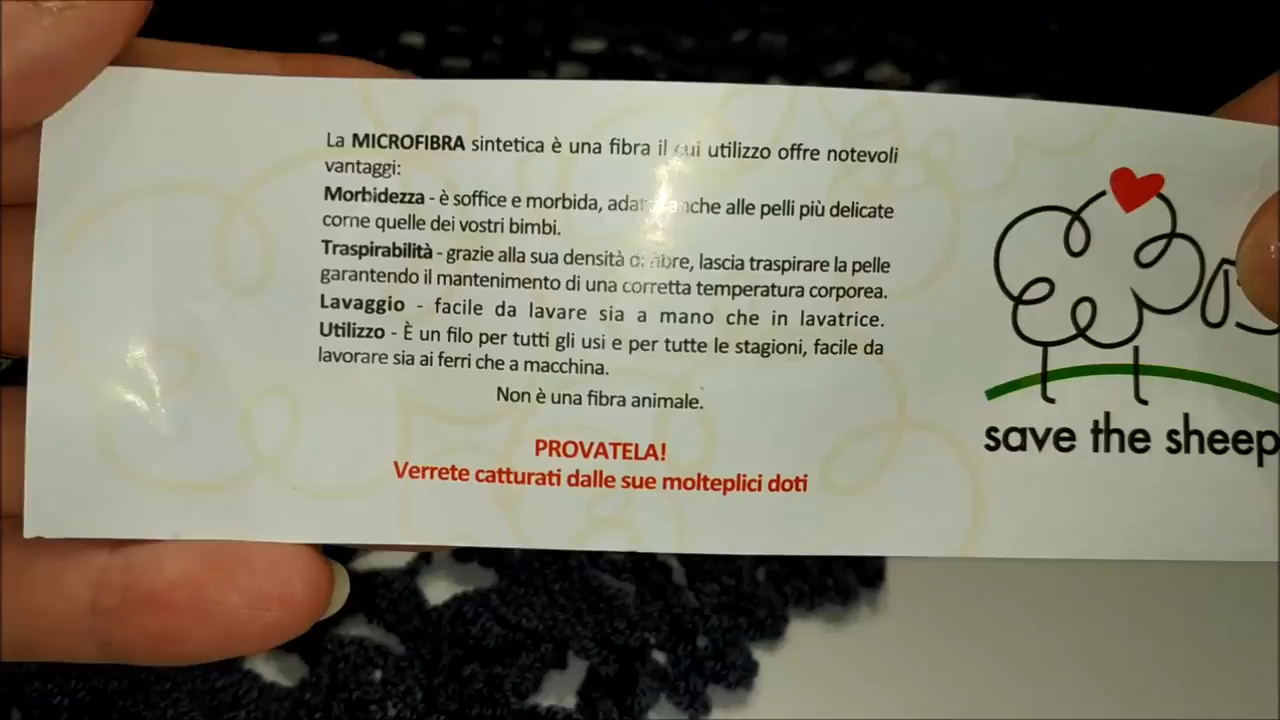 La MICROFIBRA sintetica è una fibra il cui utilizzo offre notevoli
vantaggi:
Morbidezza - è soffice e morbida, adatta anche alle pelli più delicate
come quelle dei vostri bimbi.
Traspirabilità - grazie alla sua densità di fibre, lascia traspirare la pelle
garantendo il mantenimento di una corretta temperatura corporea.
Lavaggio - facile da lavare sia a mano che in lavatrice.
Utilizzo - È un filo per tutti gli usi e per tutte le stagioni, facile da
lavorare sia ai ferri che a macchina.
Non è una fibra animale.
PROVATELA!
Verrete catturati dalle sue molteplici doti
save the sheep